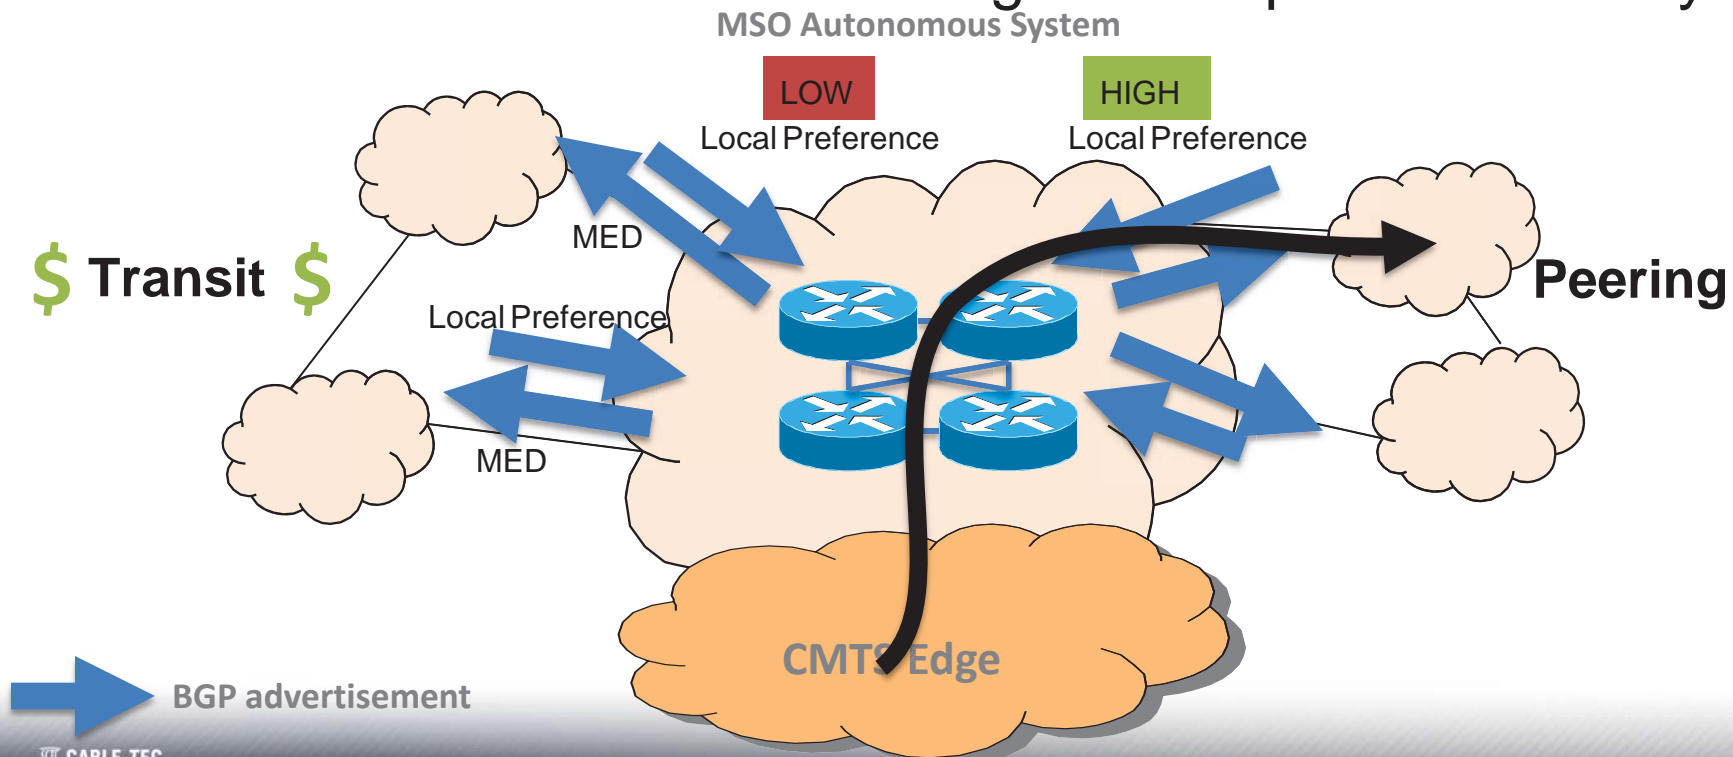 MSO Autonomous System
LOW
HIGH
Local Preference
Local Preference
MED
$ Transit $
Peering
Local Preference
MED
CMTS Edge
BGP advertisement